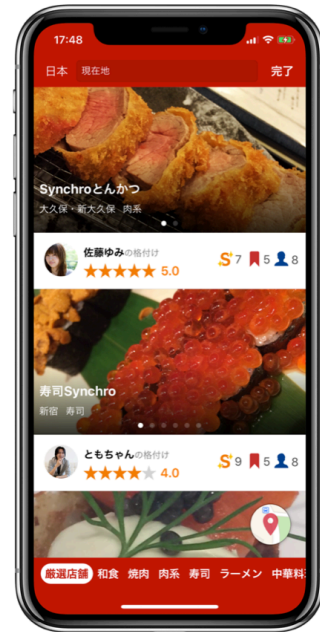 17:48
日本 現在地 完了
Synchroとんかつ
大久保・新大久保 肉系
佐藤ゆみの格付け
5.0
S 7 5 8
寿司Synchro
新宿 寿司
ともちゃんの格付け
4.0
S 9 5 8
厳選店舗 和食 焼肉 肉系 寿司 ラーメン 中華料